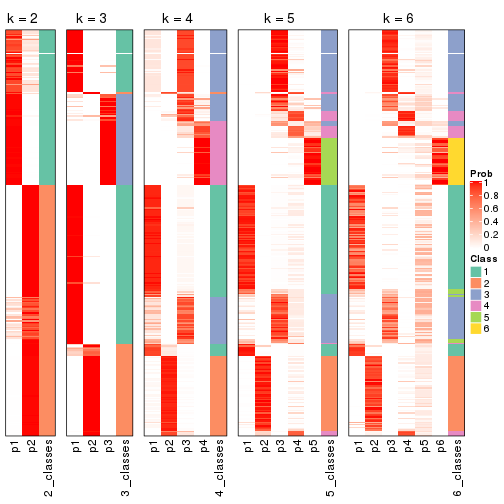 k = 2
k = 3
k = 4
k = 5
k = 6
p1
p2
2_classes
p1
p2
p3
3_classes
p1
p2
p3
p4
4_classes
p1
p2
p3
p4
p5
5_classes
p1
p2
p3
p4
p5
p6
6_classes
Prob
1
0.8
0.6
0.4
0.2
0
Class
1
2
3
4
5
6